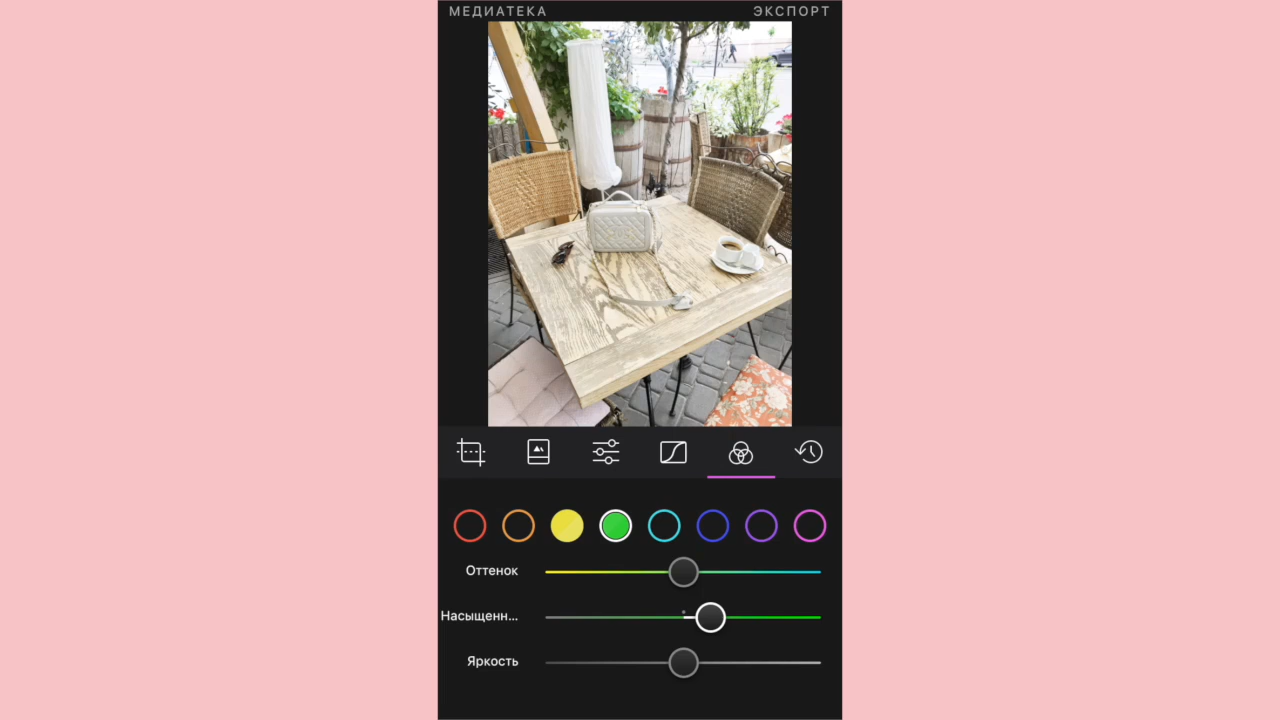 МЕДИАТЕКА
ЭКСПОРТ
Оттенок
Насыщенн...
Яркость